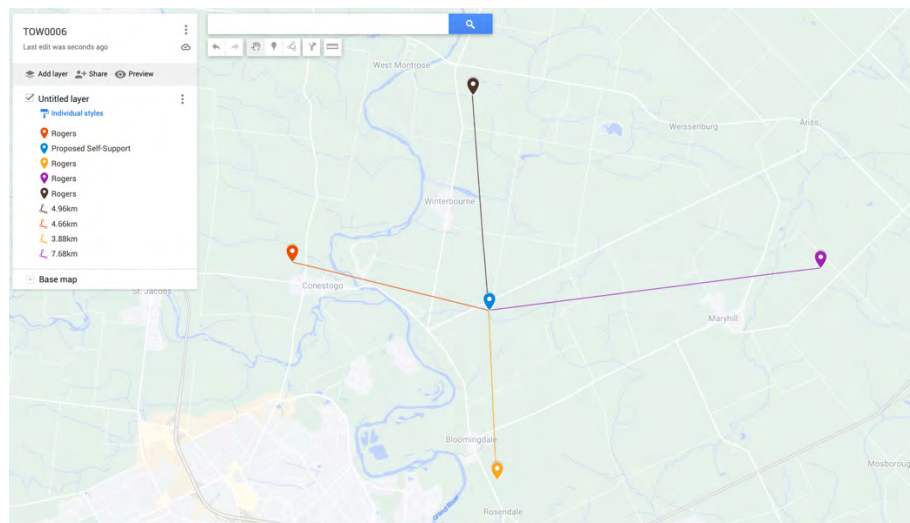 TOW0006
Last edit was seconds ago
Add layer Share Preview
Untitled layer
Individual styles
Rogers
Proposed Self-Support
Rogers
Rogers
Rogers
4.96km
4.66km
3.88km
7.68km
Base map
West Montrose
Weissenburg
Ariss
Winterbourne
Conestogo
St. Jacobs
Maryhill
Bloomingdale
Mosboroug
Grand River
Rosendale